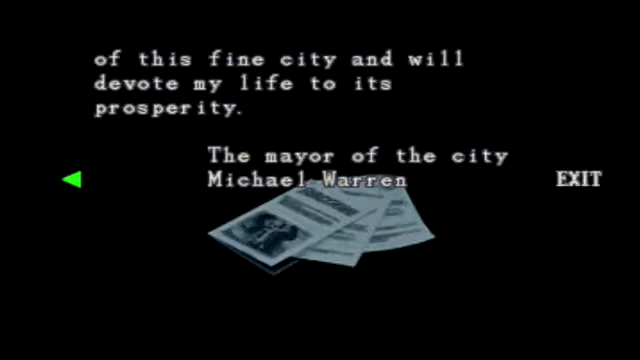 of this fine city and will
devote my life to its
prosperity.
The mayor of the city
Michael Warren
EXIT